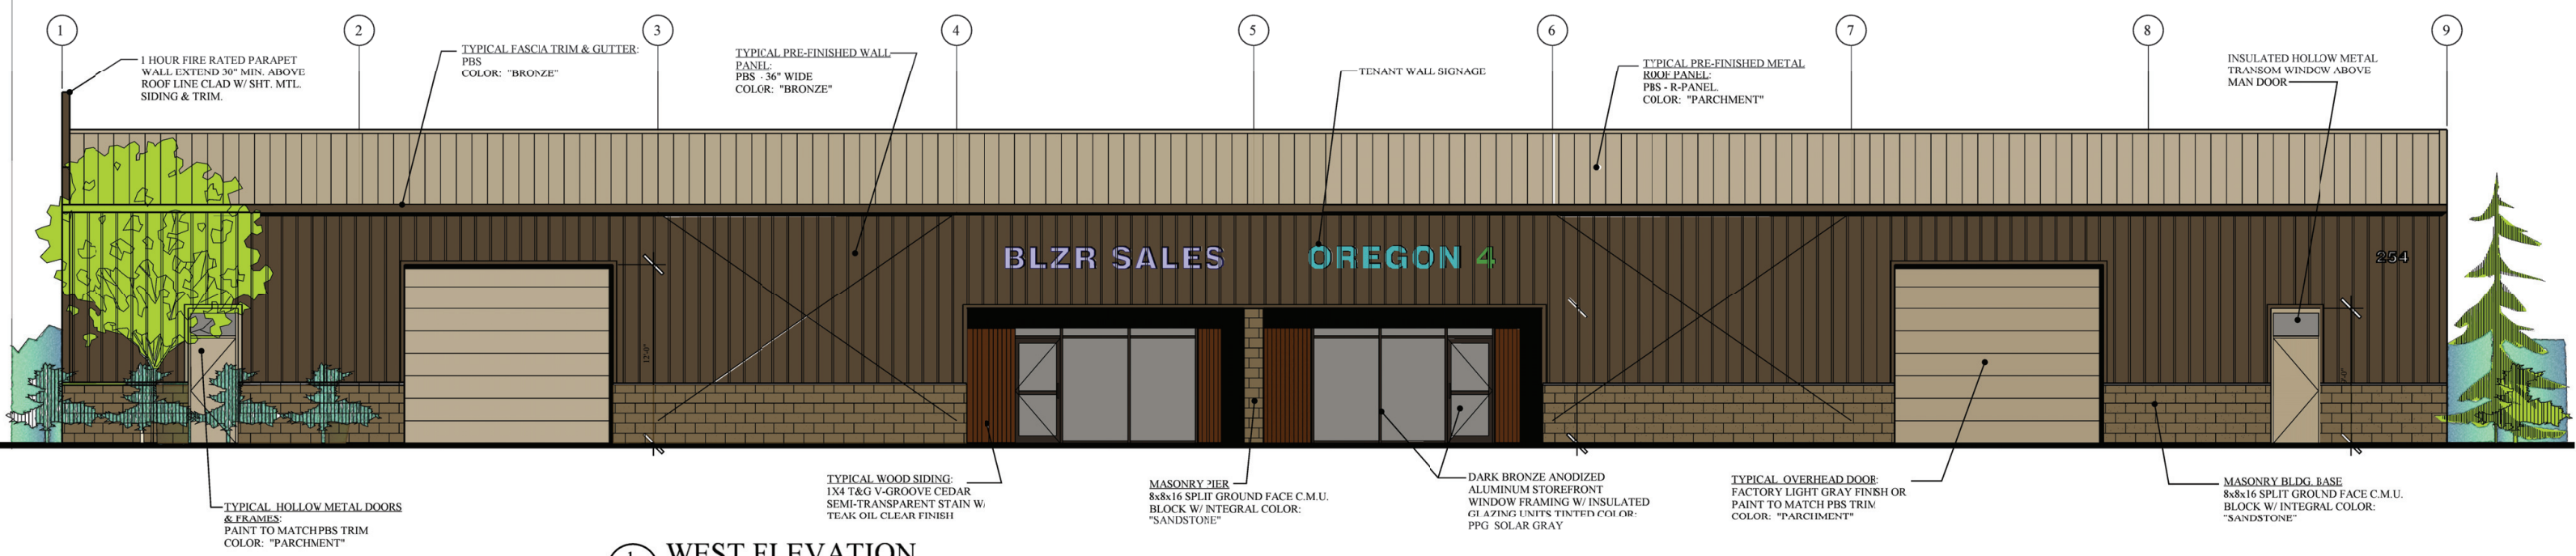 1 2 3 4 5 6 7 8 9
1 HOUR FIRE RATED PARAPET
WALL EXTEND 30" MIN. ABOVE
ROOF LINE CLAD W/ SHT. MTL.
SIDING & TRIM.
TYPICAL FASCIA TRIM & GUTTER:
PBS
COLOR: "BRONZE"
TYPICAL PRE-FINISHED WALL
PANEL:
PBS - 36" WIDE
COLOR: "BRONZE"
TENANT WALL SIGNAGE
TYPICAL PRE-FINISHED METAL
ROOF PANEL:
PBS - R-PANEL.
COLOR: "PARCHMENT"
INSULATED HOLLOW METAL
TRANSOM WINDOW ABOVE
MAN DOOR
BLZR SALES
OREGON 4
254
12'-0"
TYPICAL HOLLOW METAL DOORS
& FRAMES:
PAINT TO MATCH PBS TRIM
COLOR: "PARCHMENT"
TYPICAL WOOD SIDING:
1X4 T&G V-GROOVE CEDAR
SEMI-TRANSPARENT STAIN W/
TEAK OIL CLEAR FINISH
MASONRY PIER
8x8x16 SPLIT GROUND FACE C.M.U.
BLOCK W/ INTEGRAL COLOR:
"SANDSTONE"
DARK BRONZE ANODIZED
ALUMINUM STOREFRONT
WINDOW FRAMING W/ INSULATED
GLAZING UNITS TINTED COLOR:
PPG SOLAR GRAY
TYPICAL OVERHEAD DOOR:
FACTORY LIGHT GRAY FINISH OR
PAINT TO MATCH PBS TRIM
COLOR: "PARCHMENT"
MASONRY BLDG. BASE
8x8x16 SPLIT GROUND FACE C.M.U.
BLOCK W/ INTEGRAL COLOR:
"SANDSTONE"
1 WEST ELEVATION